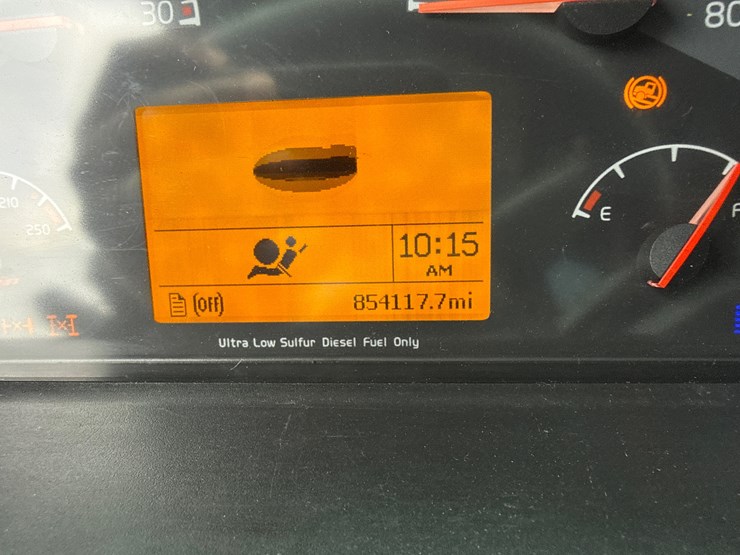 30
80
210
250
E
F
10:15
AM
(OFF) 854117.7mi
Ultra Low Sulfur Diesel Fuel Only